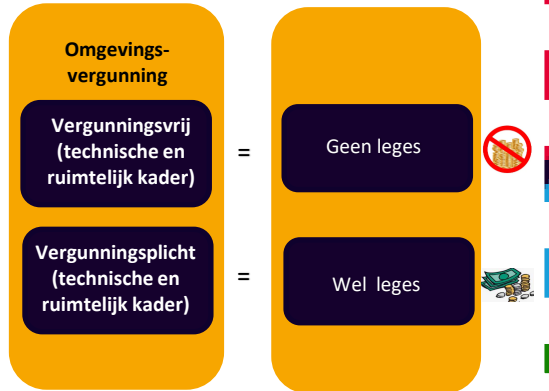 Omgevings-
vergunning
Vergunningsvrij
(technische en
ruimtelijk kader)
=
Geen leges
Vergunningsplicht
(technische en
ruimtelijk kader)
=
Wel leges